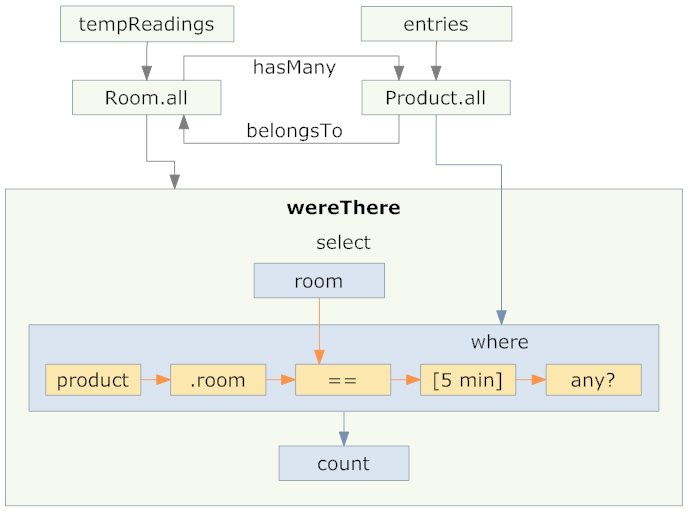 tempReadings
entries
hasMany
Room.all
Product.all
belongsTo
wereThere
select
room
where
product
.room
==
[5 min]
any?
count